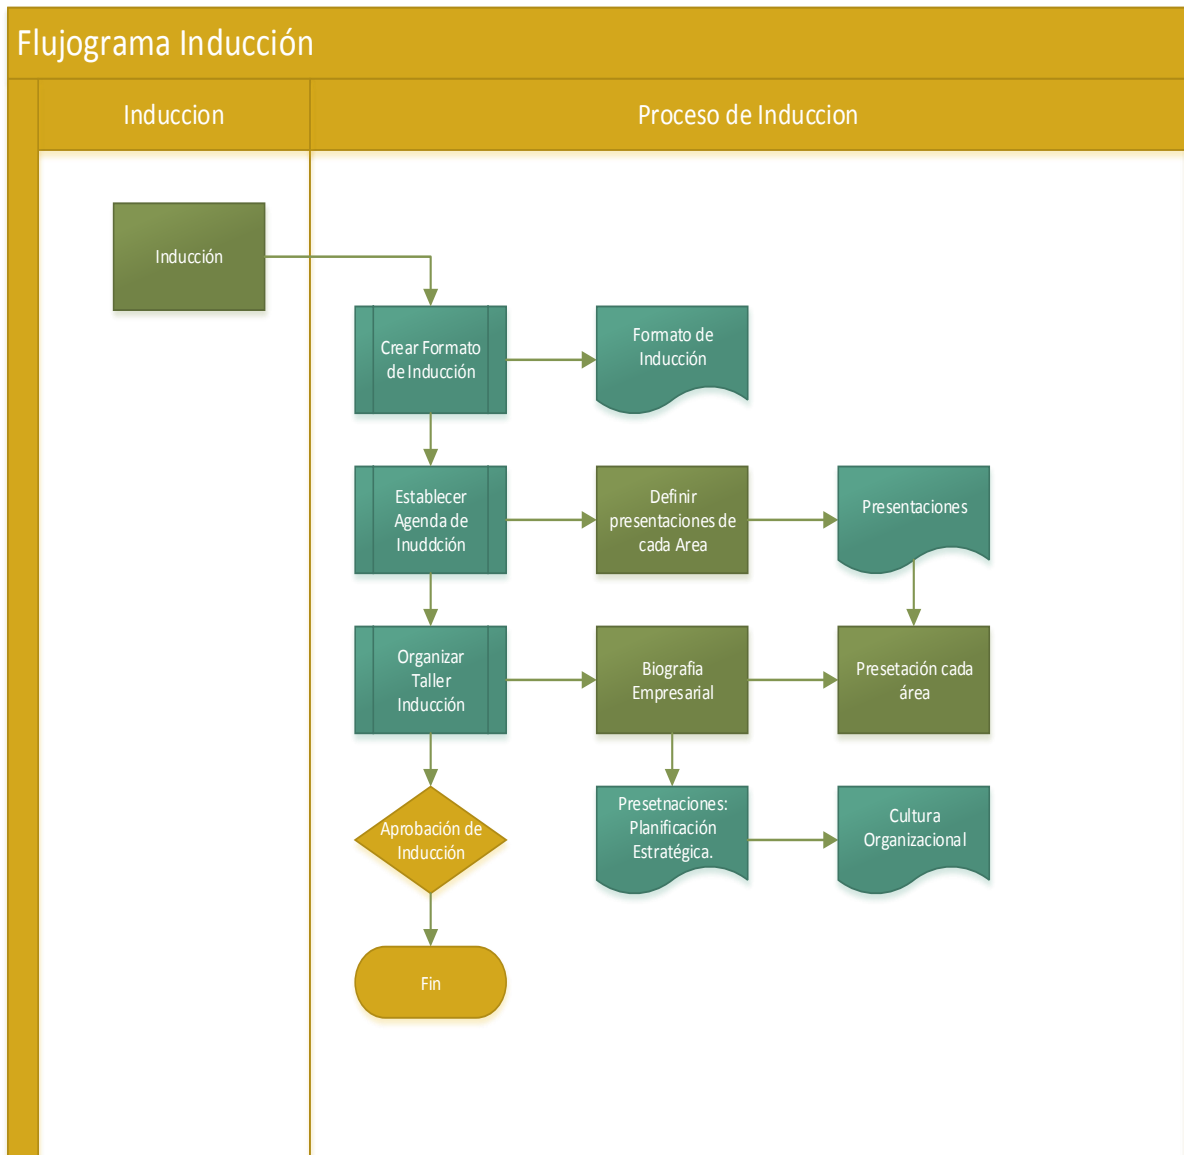 Flujograma Inducción
Induccion
Proceso de Induccion
Inducción
Crear Formato
de Inducción
Formato de
Inducción
Establecer
Agenda de
Inuddción
Definir
presentaciones de
cada Area
Presentaciones
Organizar
Taller
Inducción
Biografia
Empresarial
Presetación cada
área
Aprobación de
Inducción
Presetnaciones:
Planificación
Estratégica.
Cultura
Organizacional
Fin